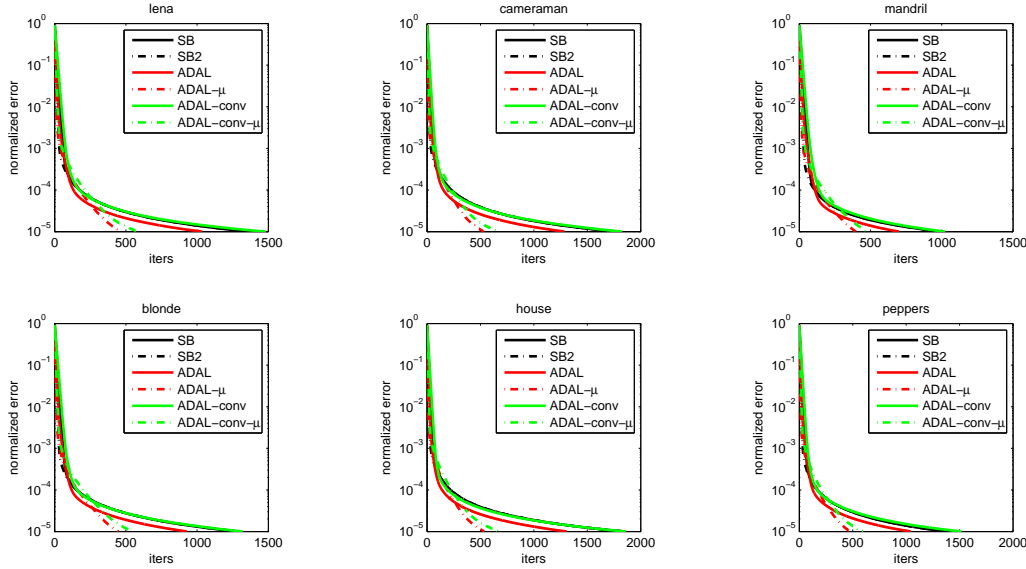 lena
normalized error
10^0
10^−1
10^−2
10^−3
10^−4
10^−5
0 500 1000 1500
iters
SB
SB2
ADAL
ADAL−μ
ADAL−conv
ADAL−conv−μ
cameraman
normalized error
10^0
10^−1
10^−2
10^−3
10^−4
10^−5
0 500 1000 1500 2000
iters
SB
SB2
ADAL
ADAL−μ
ADAL−conv
ADAL−conv−μ
mandril
normalized error
10^0
10^−1
10^−2
10^−3
10^−4
10^−5
0 500 1000 1500
iters
SB
SB2
ADAL
ADAL−μ
ADAL−conv
ADAL−conv−μ
blonde
normalized error
10^0
10^−1
10^−2
10^−3
10^−4
10^−5
0 500 1000 1500
iters
SB
SB2
ADAL
ADAL−μ
ADAL−conv
ADAL−conv−μ
house
normalized error
10^0
10^−1
10^−2
10^−3
10^−4
10^−5
0 500 1000 1500 2000
iters
SB
SB2
ADAL
ADAL−μ
ADAL−conv
ADAL−conv−μ
peppers
normalized error
10^0
10^−1
10^−2
10^−3
10^−4
10^−5
0 500 1000 1500 2000
iters
SB
SB2
ADAL
ADAL−μ
ADAL−conv
ADAL−conv−μ